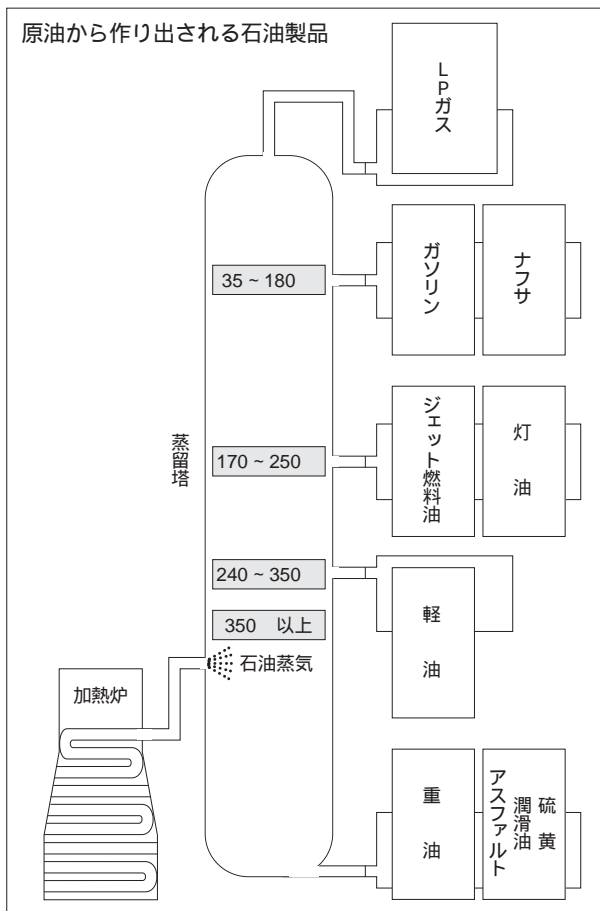 原油から作り出される石油製品
LPガス
35 ~ 180
ガソリン
ナフサ
蒸留塔
170 ~ 250
ジェット燃料油
灯油
240 ~ 350
軽油
350 以上
石油蒸気
加熱炉
重油
硫黄
潤滑油
アスファルト